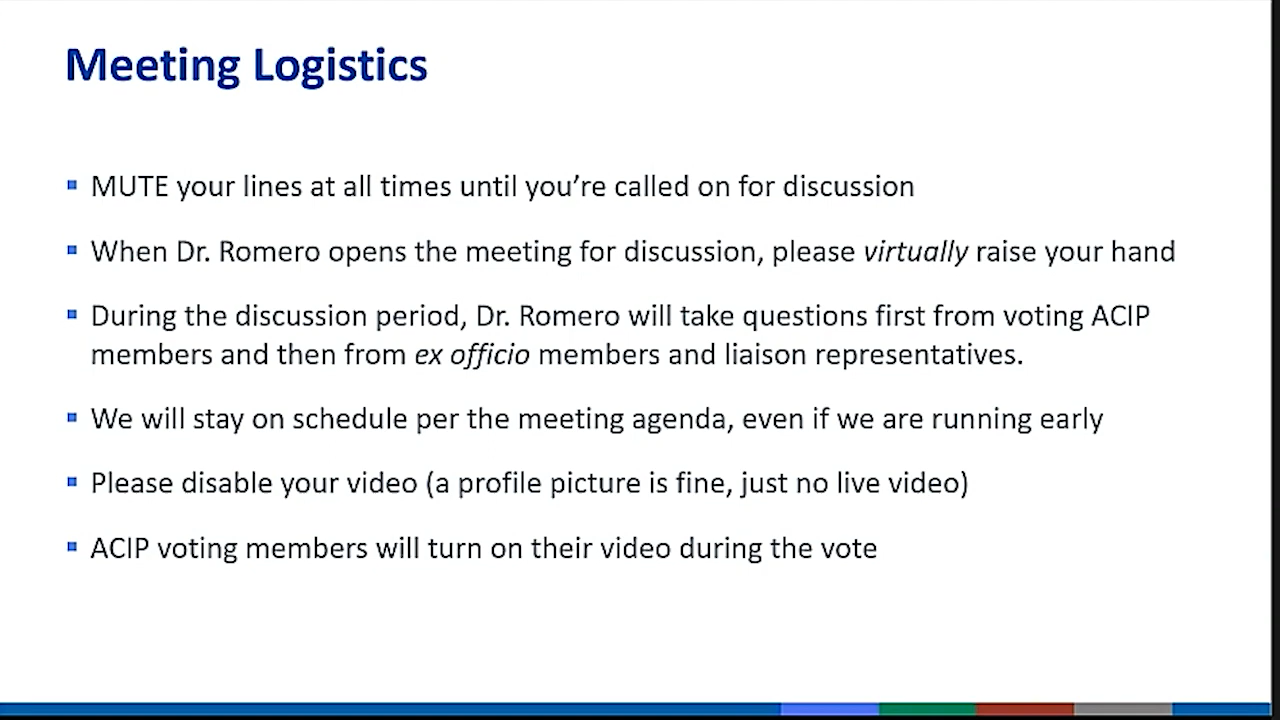 Meeting Logistics
▪ MUTE your lines at all times until you’re called on for discussion
▪ When Dr. Romero opens the meeting for discussion, please virtually raise your hand
▪ During the discussion period, Dr. Romero will take questions first from voting ACIP
members and then from ex officio members and liaison representatives.
▪ We will stay on schedule per the meeting agenda, even if we are running early
▪ Please disable your video (a profile picture is fine, just no live video)
▪ ACIP voting members will turn on their video during the vote